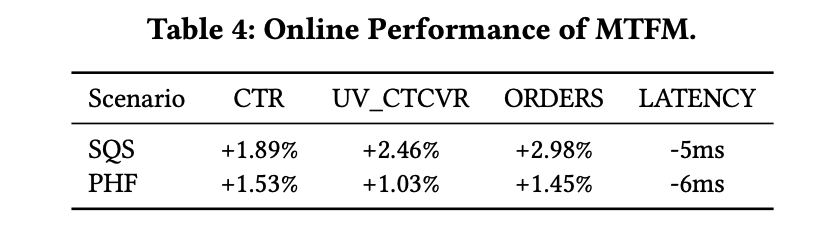 Table 4: Online Performance of MTFM.
Scenario CTR UV_CTCVR ORDERS LATENCY
SQS +1.89% +2.46% +2.98% -5ms
PHF +1.53% +1.03% +1.45% -6ms